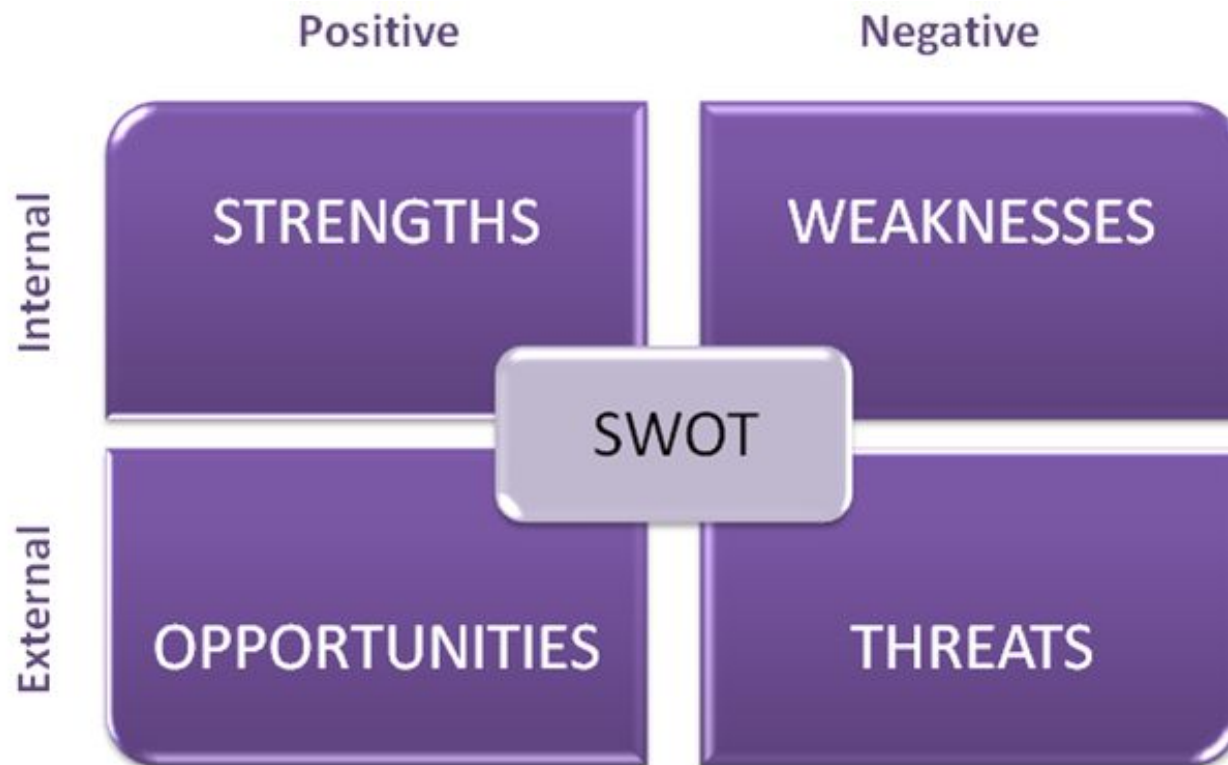 Positive
Negative
Internal
STRENGTHS
WEAKNESSES
SWOT
External
OPPORTUNITIES
THREATS